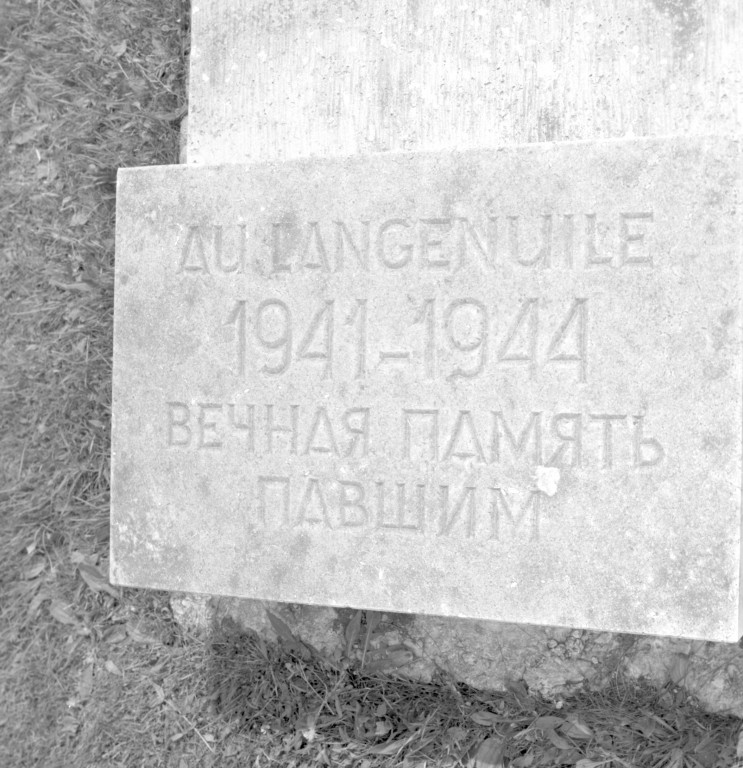 AU LANGENUILE
1941-1944
ВЕЧНАЯ ПАМЯТЬ
ПАВШИМ